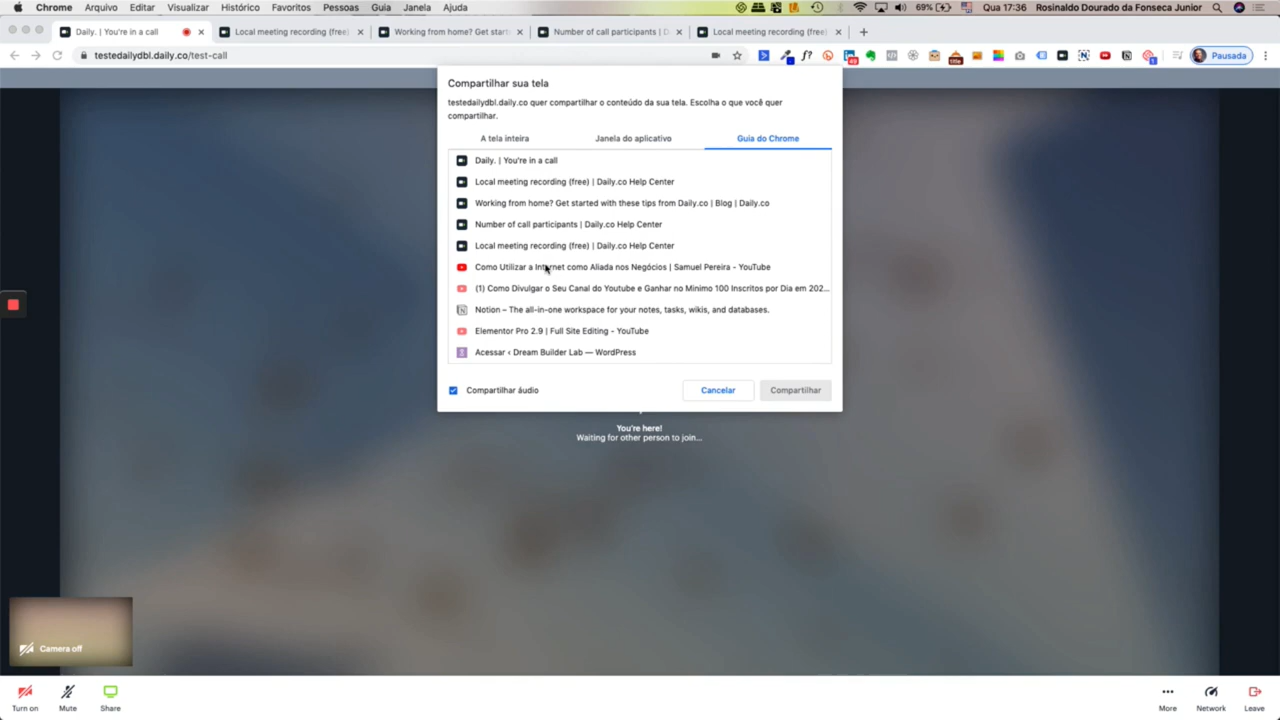 Chrome Arquivo Editar Visualizar Histórico Favoritos Pessoas Guia Janela Ajuda 69% Qua 17:36 Rosinaldo Dourado da Fonseca Junior
Daily. | You're in a call Local meeting recording (free) Working from home? Get start Number of call participants | D Local meeting recording (free)
testedailydbl.daily.co/test-call f? Pausada
Compartilhar sua tela
testedailydbl.daily.co quer compartilhar o conteúdo da sua tela. Escolha o que você quer
compartilhar.
A tela inteira Janela do aplicativo Guia do Chrome
Daily. | You're in a call
Local meeting recording (free) | Daily.co Help Center
Working from home? Get started with these tips from Daily.co | Blog | Daily.co
Number of call participants | Daily.co Help Center
Local meeting recording (free) | Daily.co Help Center
Como Utilizar a Internet como Aliada nos Negócios | Samuel Pereira - YouTube
(1) Como Divulgar o Seu Canal do Youtube e Ganhar no Minimo 100 Inscritos por Dia em 202...
Notion – The all-in-one workspace for your notes, tasks, wikis, and databases.
Elementor Pro 2.9 | Full Site Editing - YouTube
Acessar ‹ Dream Builder Lab — WordPress
Compartilhar áudio Cancelar Compartilhar
You're here!
Waiting for other person to join...
Camera off
Turn on Mute Share More Network Leave